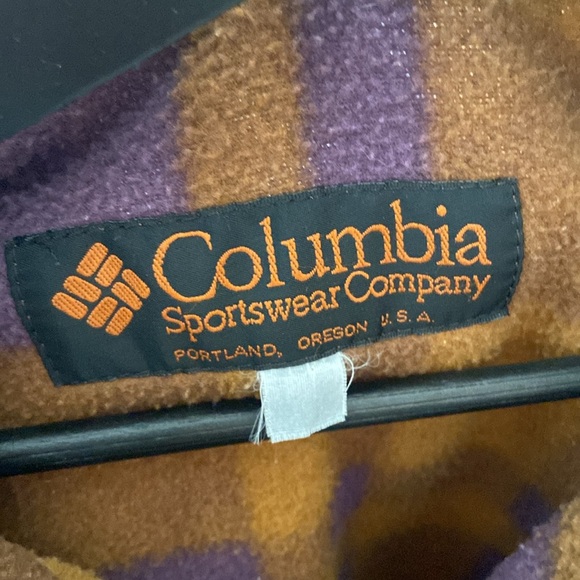 Columbia
Sportswear Company
PORTLAND, OREGON U.S.A.